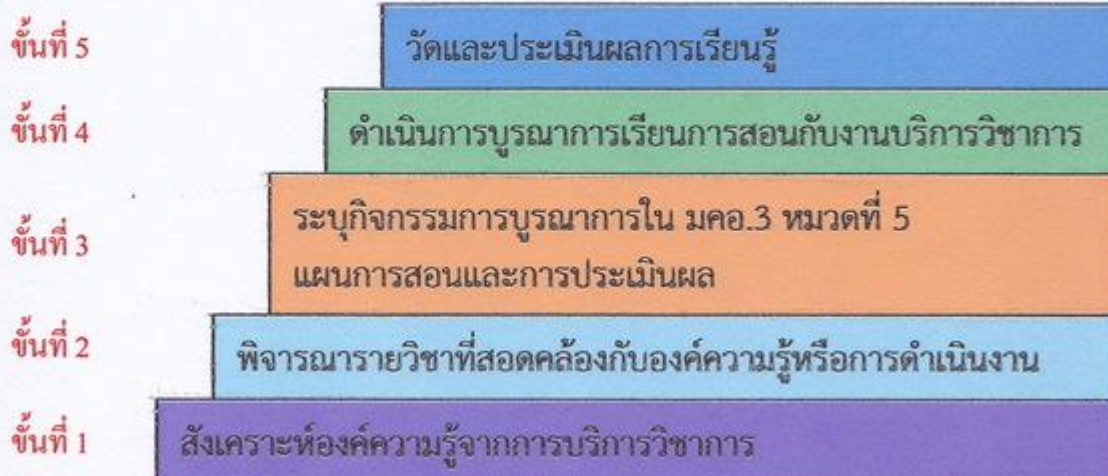 ขั้นที่ 5
วัดและประเมินผลการเรียนรู้
ขั้นที่ 4
ดำเนินการบูรณาการเรียนการสอนกับงานบริการวิชาการ
ขั้นที่ 3
ระบุกิจกรรมการบูรณาการใน มคอ.3 หมวดที่ 5
แผนการสอนและการประเมินผล
ขั้นที่ 2
พิจารณารายวิชาที่สอดคล้องกับองค์ความรู้หรือการดำเนินงาน
ขั้นที่ 1
สังเคราะห์องค์ความรู้จากการบริการวิชาการ